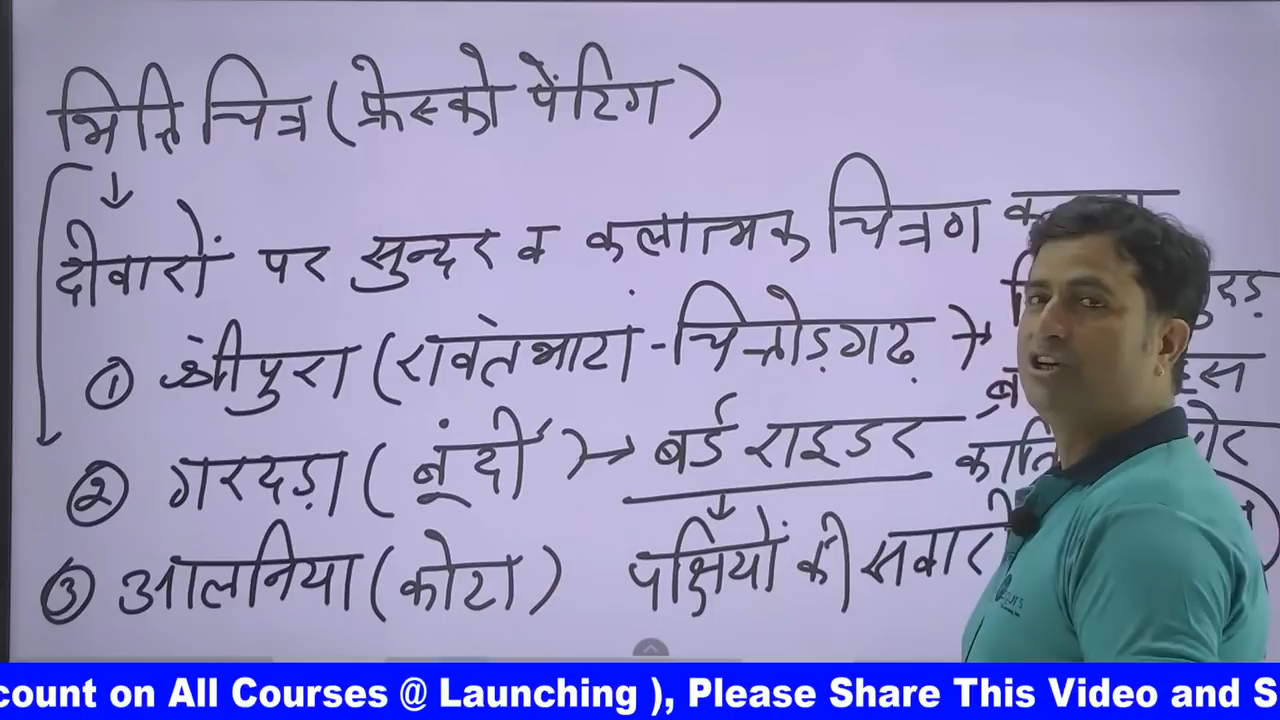 भित्ति चित्र (फ्रेस्को पेंटिंग)
↓
दीवारों पर सुन्दर व कलात्मक चित्रण
① श्रीपुरा (रावतभाटा - चित्तोड़गढ़ →
② गरदड़ा (बूंदी) → बर्ड राइडर
↓
③ आलनिया (कोटा) पक्षियों की सवारी
count on All Courses @ Launching ), Please Share This Video and S